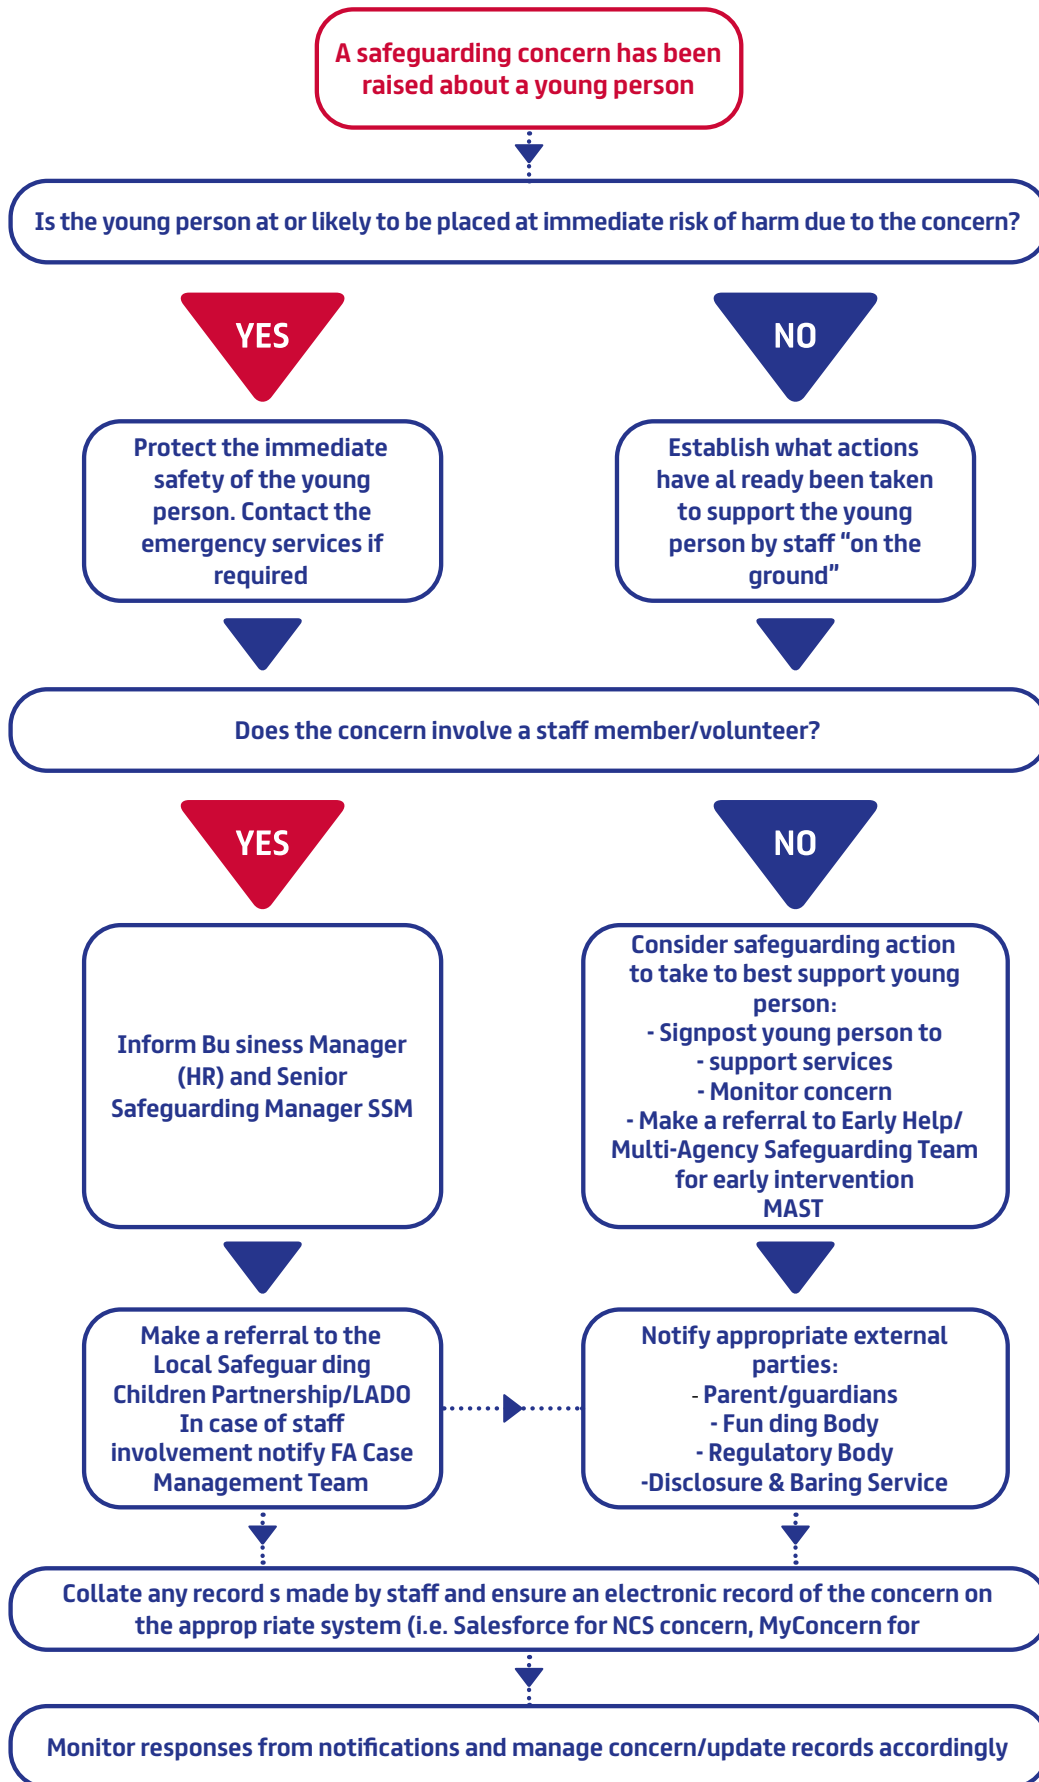 A safeguarding concern has been
raised about a young person
Is the young person at or likely to be placed at immediate risk of harm due to the concern?
YES
NO
Protect the immediate
safety of the young
person. Contact the
emergency services if
required
Establish what actions
have al ready been taken
to support the young
person by staff “on the
ground”
Does the concern involve a staff member/volunteer?
YES
NO
Inform Bu siness Manager
(HR) and Senior
Safeguarding Manager SSM
Consider safeguarding action
to take to best support young
person:
- Signpost young person to
- support services
- Monitor concern
- Make a referral to Early Help/
Multi-Agency Safeguarding Team
for early intervention
MAST
Make a referral to the
Local Safeguar ding
Children Partnership/LADO
In case of staff
involvement notify FA Case
Management Team
Notify appropriate external
parties:
- Parent/guardians
- Fun ding Body
- Regulatory Body
-Disclosure & Baring Service
Collate any record s made by staff and ensure an electronic record of the concern on
the approp riate system (i.e. Salesforce for NCS concern, MyConcern for
Monitor responses from notifications and manage concern/update records accordingly